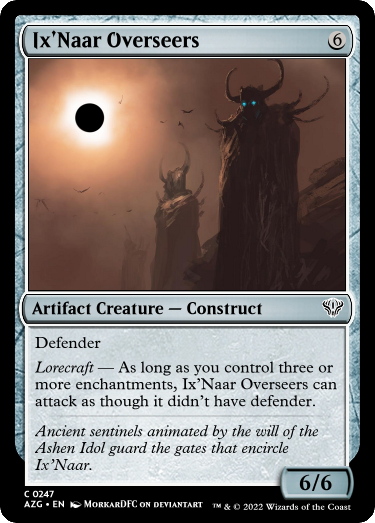 Ix'Naar Overseers 6
Artifact Creature — Construct
Defender
Lorecraft — As long as you control three or
more enchantments, Ix'Naar Overseers can
attack as though it didn't have defender.
Ancient sentinels animated by the will of the
Ashen Idol guard the gates that encircle
Ix'Naar.
6/6
C 0247
AZG • EN MorkarDFC on deviantart ™ & © 2022 Wizards of the Coast